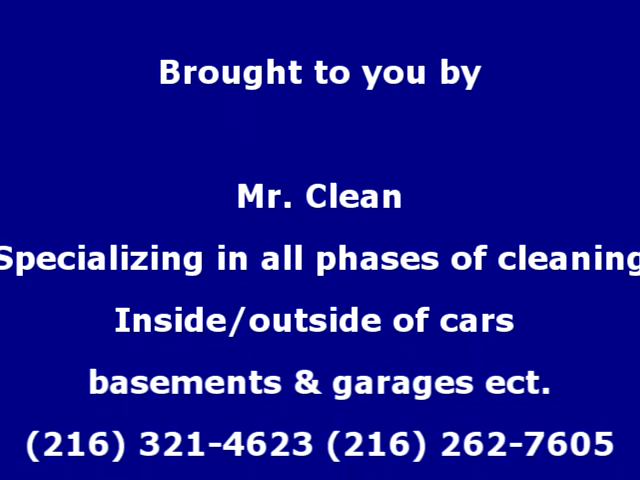 Brought to you by
Mr. Clean
Specializing in all phases of cleaning
Inside/outside of cars
basements & garages ect.
(216) 321-4623 (216) 262-7605